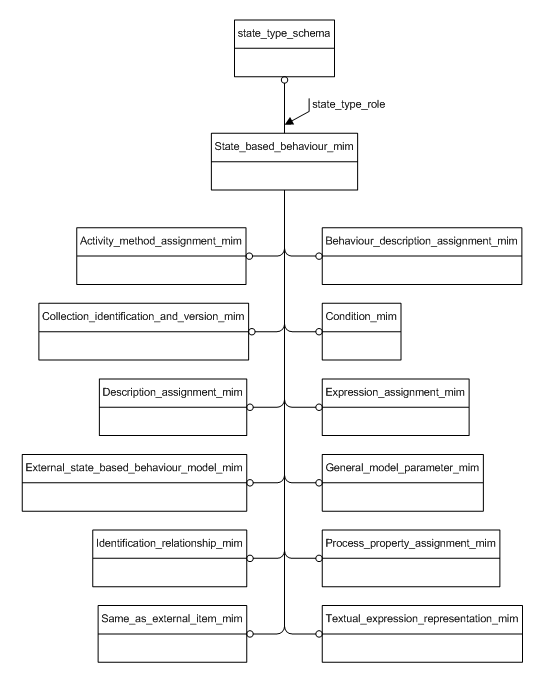 state_type_schema
state_type_role
State_based_behaviour_mim
Activity_method_assignment_mim
Behaviour_description_assignment_mim
Collection_identification_and_version_mim
Condition_mim
Description_assignment_mim
Expression_assignment_mim
External_state_based_behaviour_model_mim
General_model_parameter_mim
Identification_relationship_mim
Process_property_assignment_mim
Same_as_external_item_mim
Textual_expression_representation_mim